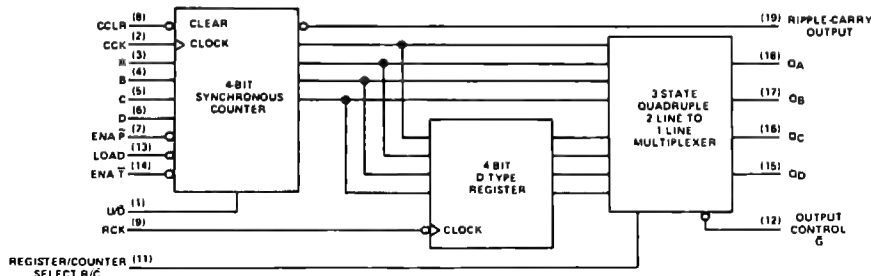 CCLR (8)
CCK (2)
(3)
B (4)
C (5)
D (6)
ENA P̄ (7)
LOAD (13)
ENA T̄ (14)
CLEAR
CLOCK
4-BIT
SYNCHRONOUS
COUNTER
U/D̄ (1)
RCK (9)
REGISTER/COUNTER (11)
SELECT R/C̄
4 BIT
D TYPE
REGISTER
CLOCK
3 STATE
QUADRUPLE
2 LINE TO
1 LINE
MULTIPLEXER
(19) RIPPLE-CARRY
OUTPUT
(18) QA
(17) QB
(16) QC
(15) QD
(12) OUTPUT
CONTROL
Ḡ